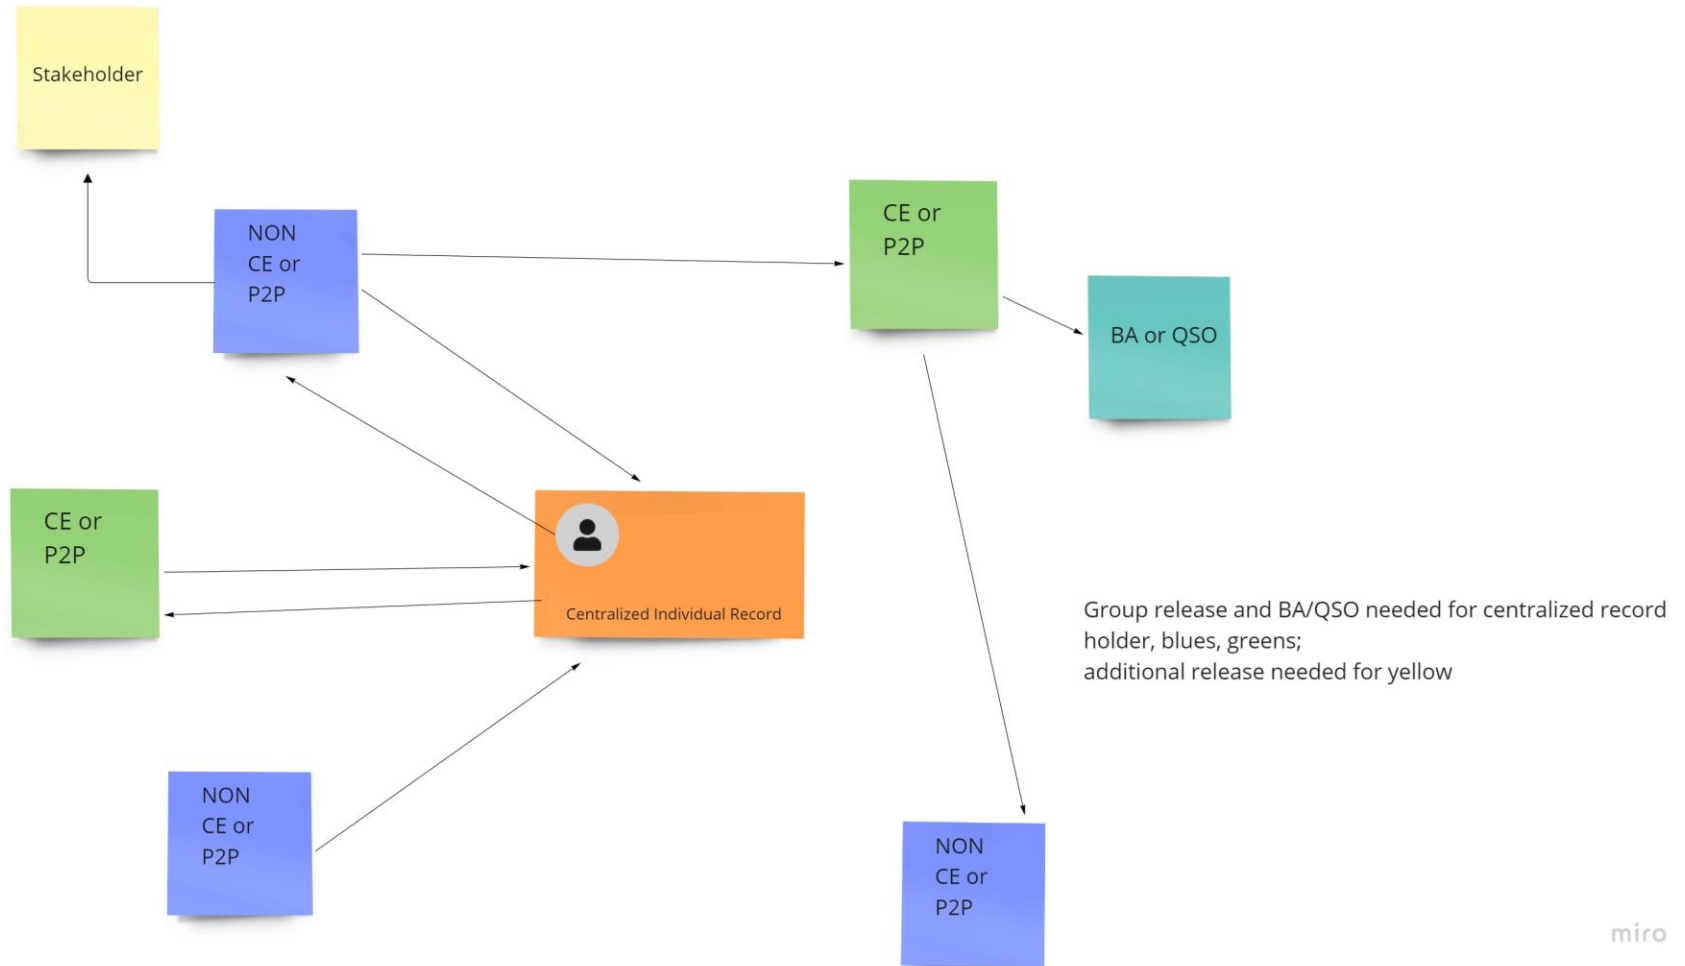 Stakeholder
NON
CE or
P2P
CE or
P2P
BA or QSO
CE or
P2P
Centralized Individual Record
Group release and BA/QSO needed for centralized record
holder, blues, greens;
additional release needed for yellow
NON
CE or
P2P
NON
CE or
P2P
miro